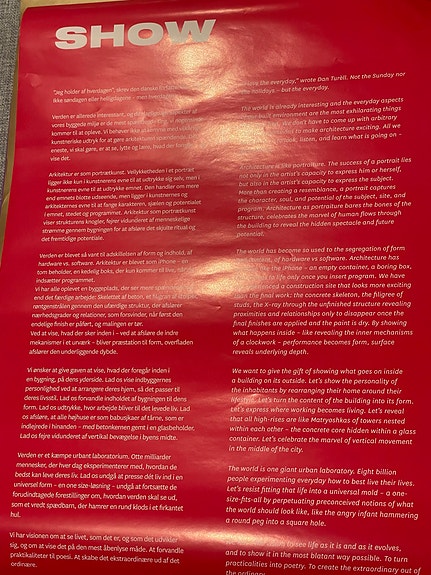 SHOW
"Jeg holder af hverdagen", skrev den danske forfatter
ikke søndagen eller helligdagene – men hverdagen.
Verden er allerede interessant, og de
vores byggede miljø er de mest spændende
kommer til at opleve. Vi behøver ikke at komme med vilkårlige
kunstneriske udtryk for at gøre arkitektur spændende. Det
eneste, vi skal gøre, er at se, lytte og lære, hvad der foregår – og
vise det.
Arkitektur er som portrætkunst. Vellykketheden i et portræt
ligger ikke kun i kunstnerens evne til at udtrykke sig selv, men i
kunstnerens evne til at udtrykke emnet. Den handler om mere
end emnets blotte udseende, men ligger i kunstnernes og
arkitekternes evne til at fange karakteren, sjælen og potentialet
i emnet, stedet og programmet. Arkitektur som portrætkunst
viser strukturens knogler, fejrer vidunderet af menneskelige
strømme gennem bygningen for at afsløre det skjulte ritual og
det fremtidige potentiale.
Verden er blevet så vant til adskillelsen af form og indhold, af
hardware vs. software. Arkitektur er blevet som iPhone – en
tom beholder, en kedelig boks, der kun kommer til live, når
indsætter programmet.
Vi har alle oplevet en byggeplads, der ser mere spændende
end det færdige arbejde: Skelettet af beton, et filigran af stiver,
røntgenstrålen gennem den ufærdige struktur, der afslører
nærhedsgrader og relationer, som forsvinder, når først den
endelige finish er påført, og malingen er tør.
Ved at vise, hvad der sker inden i – ved at afsløre de indre
mekanismer i et urværk – bliver præstation til form, overfladen
afslører den underliggende dybde.
Vi ønsker at give gaven at vise, hvad der foregår inden i
en bygning, på dens yderside. Lad os vise indbyggernes
personlighed ved at arrangere deres hjem, så det passer til
deres livsstil. Lad os forvandle indholdet af bygningen til dens
form. Lad os udtrykke, hvor arbejde bliver til det levede liv. Lad
os afsløre, at alle højhuse er som babuskaer af tårne, som er
indlejrede i hinanden – med betonkernen gemt i en glasbeholder.
Lad os fejre vidunderet af vertikal bevægelse i byens midte.
Verden er et kæmpe urbant laboratorium. Otte milliarder
mennesker, der hver dag eksperimenterer med, hvordan de
bedst kan leve deres liv. Lad os undgå at presse dét liv ind i en
universel form – en one size-løsning – undgå at fortsætte de
forudindtagede forestillinger om, hvordan verden skal se ud,
som et vredt spædbarn, der hamrer en rund klods i et firkantet
hul.
Vi har visionen om at se livet, som det er, og som det udvikler
sig, og om at vise det på den mest åbenlyse måde. At forvandle
praktikaliteter til poesi. At skabe det ekstraordinære ud af det
ordinære.
the everyday," wrote Dan Turèll. Not the Sunday nor
the holidays – but the everyday.
The world is already interesting and the everyday aspects
of our built environment are the most exhilarating things
don't have to come up with arbitrary
to make architecture exciting. All we
look, listen, and learn what is going on –
Architecture is like portraiture. The success of a portrait lies
not only in the artist's capacity to express him or herself,
but also in the artist's capacity to express the subject.
More than creating a resemblance, a portrait captures
the character, soul, and potential of the subject, site, and
program. Architecture as portraiture bares the bones of the
structure, celebrates the marvel of human flows through
the building to reveal the hidden spectacle and future
potential.
The world has become so used to the segregation of form
and content, of hardware vs software. Architecture has
become like the iPhone – an empty container, a boring box,
to life only once you insert program. We have
experienced a construction site that looks more exciting
than the final work: the concrete skeleton, the filigree of
studs, the X-ray through the unfinished structure revealing
proximities and relationships only to disappear once the
final finishes are applied and the paint is dry. By showing
what happens inside – like revealing the inner mechanisms
of a clockwork – performance becomes form, surface
reveals underlying depth.
We want to give the gift of showing what goes on inside
a building on its outside. Let's show the personality of
the inhabitants by rearranging their home around their
lifestyle. Let's turn the content of the building into its form.
Let's express where working becomes living. Let's reveal
that all high-rises are like Matryoshkas of towers nested
within each other – the concrete core hidden within a glass
container. Let's celebrate the marvel of vertical movement
in the middle of the city.
The world is one giant urban laboratory. Eight billion
people experimenting everyday how to best live their lives.
Let's resist fitting that life into a universal mold – a one-
size-fits-all by perpetuating preconceived notions of what
the world should look like, like the angry infant hammering
a round peg into a square hole.
to see life as it is and as it evolves,
and to show it in the most blatant way possible. To turn
practicalities into poetry. To create the extraordinary out of
the ordinary.